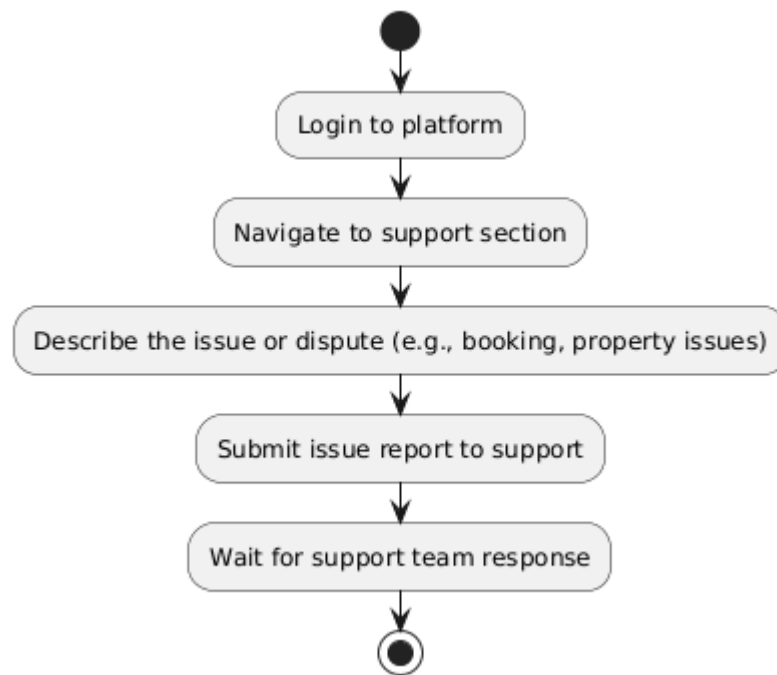 Login to platform
Navigate to support section
Describe the issue or dispute (e.g., booking, property issues)
Submit issue report to support
Wait for support team response